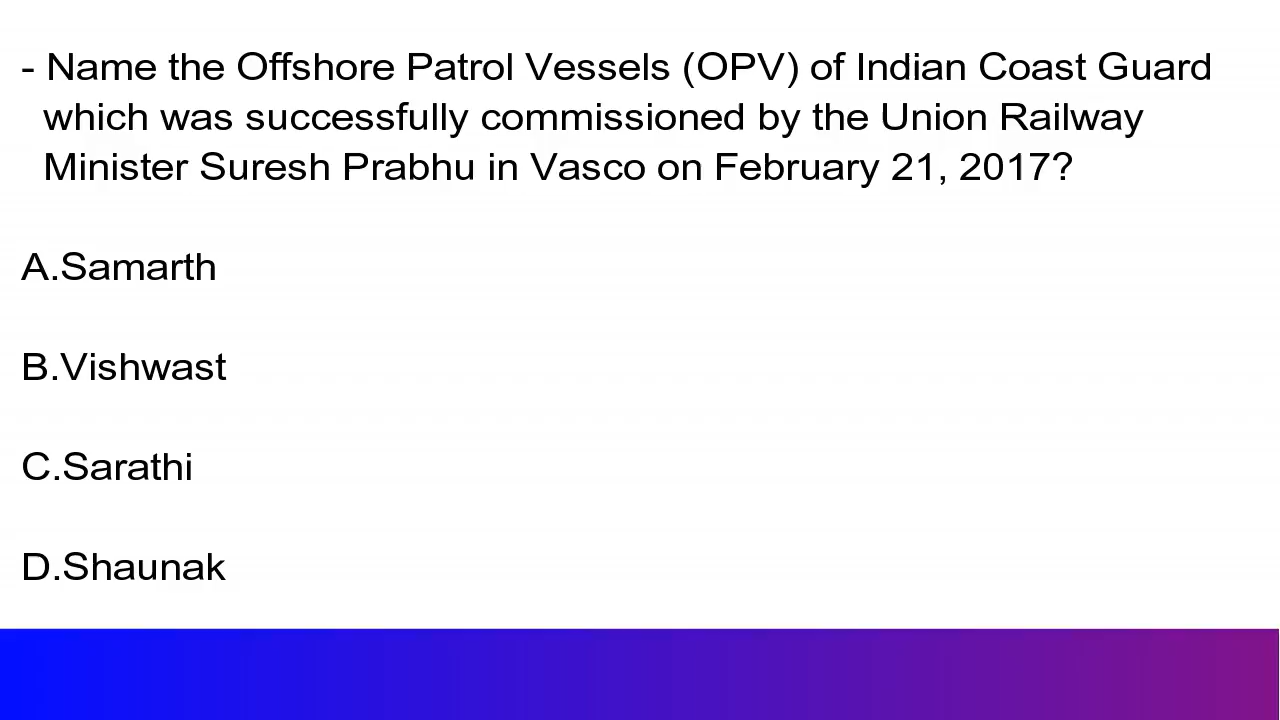 - Name the Offshore Patrol Vessels (OPV) of Indian Coast Guard
which was successfully commissioned by the Union Railway
Minister Suresh Prabhu in Vasco on February 21, 2017?
A.Samarth
B.Vishwast
C.Sarathi
D.Shaunak